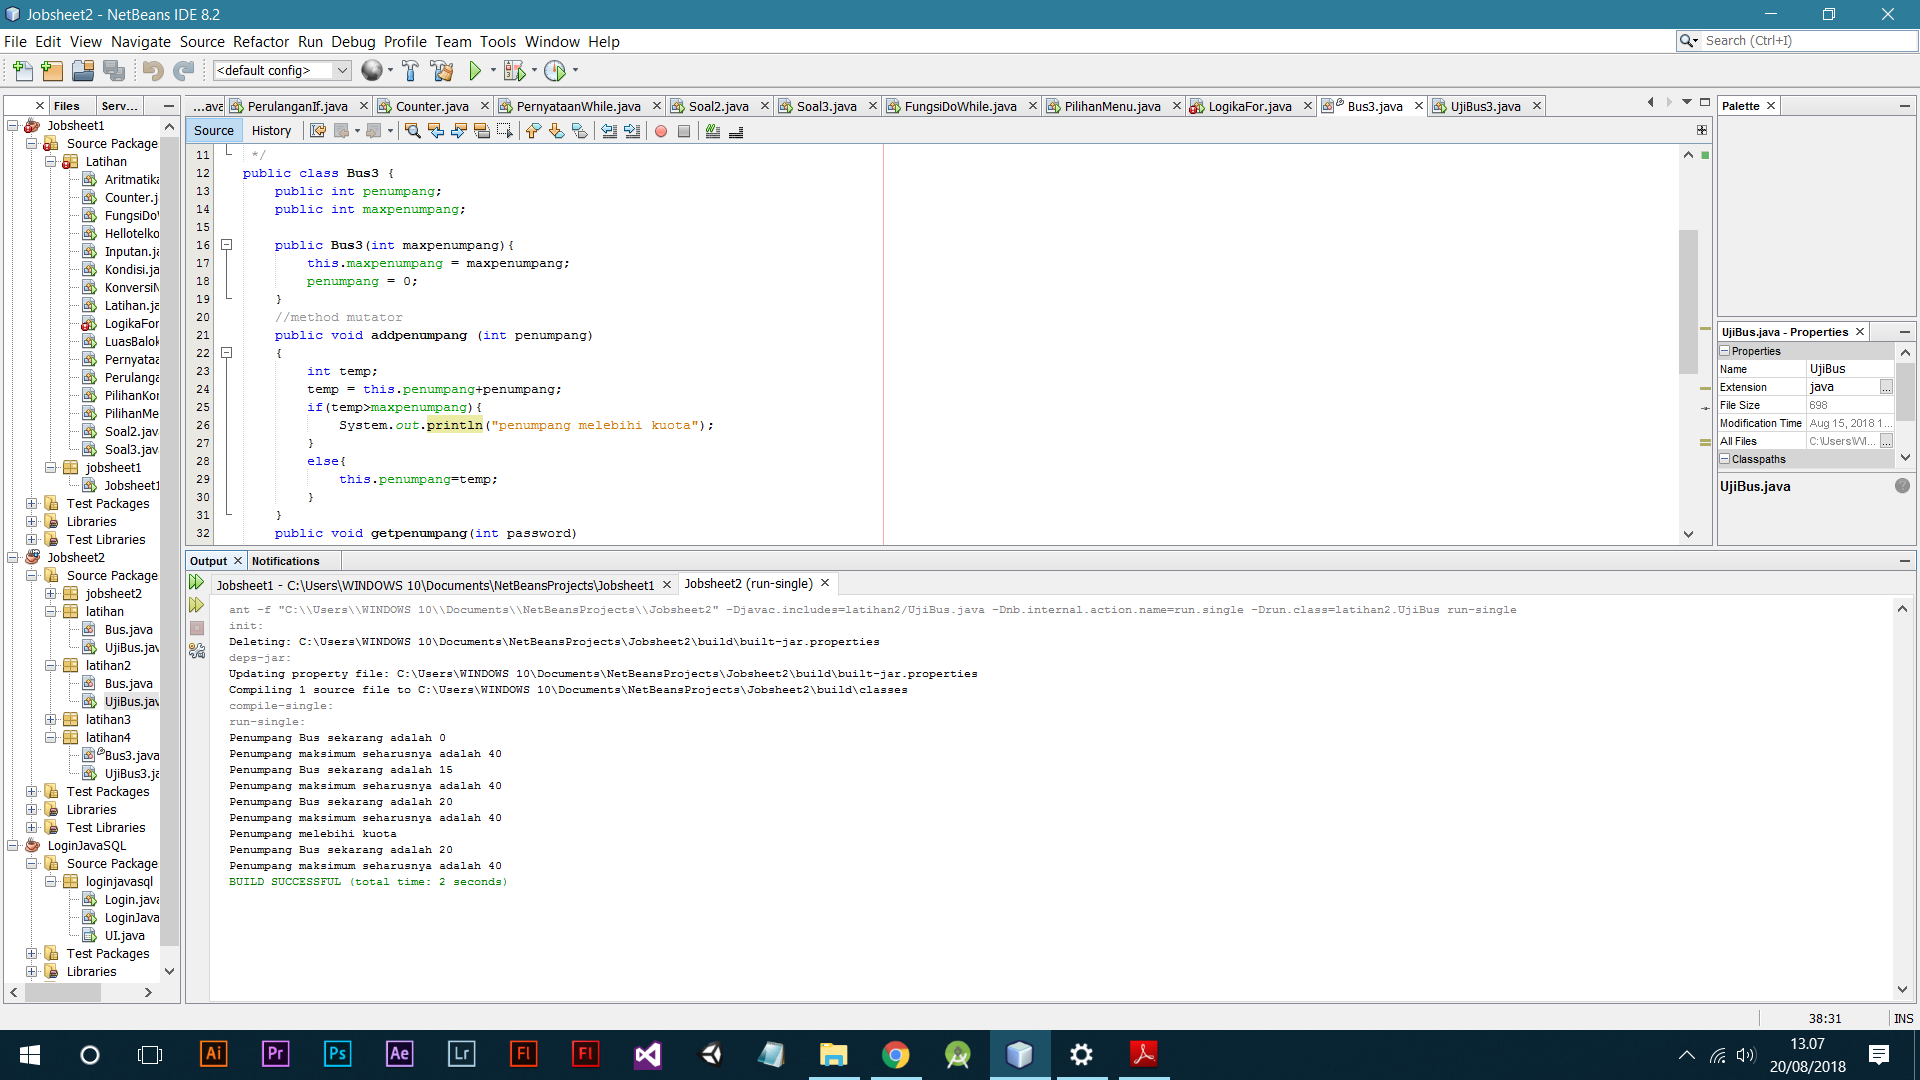 Jobsheet2 - NetBeans IDE 8.2
File Edit View Navigate Source Refactor Run Debug Profile Team Tools Window Help
Search (Ctrl+I)
<default config>
Files
Serv...
Jobsheet1
Source Package
Latihan
Aritmatika
Counter.j
FungsiDoW
Hellotelko
Inputan.ja
Kondisi.ja
KonversiN
Latihan.ja
LogikaFor
LuasBalok
Pernyataa
Perulanga
PilihanKon
PilihanMe
Soal2.java
Soal3.java
jobsheet1
Jobsheet1
Test Packages
Libraries
Test Libraries
Jobsheet2
Source Package
jobsheet2
latihan
Bus.java
UjiBus.jav
latihan2
Bus.java
UjiBus.jav
latihan3
latihan4
Bus3.java
UjiBus3.ja
Test Packages
Libraries
Test Libraries
LoginJavaSQL
Source Package
loginjavasql
Login.java
LoginJava
UI.java
Test Packages
Libraries
...ava PerulanganIf.java Counter.java PernyataanWhile.java Soal2.java Soal3.java FungsiDoWhile.java PilihanMenu.java LogikaFor.java Bus3.java UjiBus3.java
Source History
11 */
12 public class Bus3 {
13 public int penumpang;
14 public int maxpenumpang;
15
16 public Bus3(int maxpenumpang){
17 this.maxpenumpang = maxpenumpang;
18 penumpang = 0;
19 }
20 //method mutator
21 public void addpenumpang (int penumpang)
22 {
23 int temp;
24 temp = this.penumpang+penumpang;
25 if(temp>maxpenumpang){
26 System.out.println("penumpang melebihi kuota");
27 }
28 else{
29 this.penumpang=temp;
30 }
31 }
32 public void getpenumpang(int password)
Palette
UjiBus.java - Properties
Properties
Name UjiBus
Extension java ...
File Size 698
Modification Time Aug 15, 2018 1...
All Files C:\Users\WI... ...
Classpaths
UjiBus.java
Output Notifications
Jobsheet1 - C:\Users\WINDOWS 10\Documents\NetBeansProjects\Jobsheet1 Jobsheet2 (run-single)
ant -f "C:\\Users\\WINDOWS 10\\Documents\\NetBeansProjects\\Jobsheet2" -Djavac.includes=latihan2/UjiBus.java -Dnb.internal.action.name=run.single -Drun.class=latihan2.UjiBus run-single
init:
Deleting: C:\Users\WINDOWS 10\Documents\NetBeansProjects\Jobsheet2\build\built-jar.properties
deps-jar:
Updating property file: C:\Users\WINDOWS 10\Documents\NetBeansProjects\Jobsheet2\build\built-jar.properties
Compiling 1 source file to C:\Users\WINDOWS 10\Documents\NetBeansProjects\Jobsheet2\build\classes
compile-single:
run-single:
Penumpang Bus sekarang adalah 0
Penumpang maksimum seharusnya adalah 40
Penumpang Bus sekarang adalah 15
Penumpang maksimum seharusnya adalah 40
Penumpang Bus sekarang adalah 20
Penumpang maksimum seharusnya adalah 40
Penumpang melebihi kuota
Penumpang Bus sekarang adalah 20
Penumpang maksimum seharusnya adalah 40
BUILD SUCCESSFUL (total time: 2 seconds)
38:31 INS
Ai Pr Ps Ae Lr Fl Fl
13.07
20/08/2018